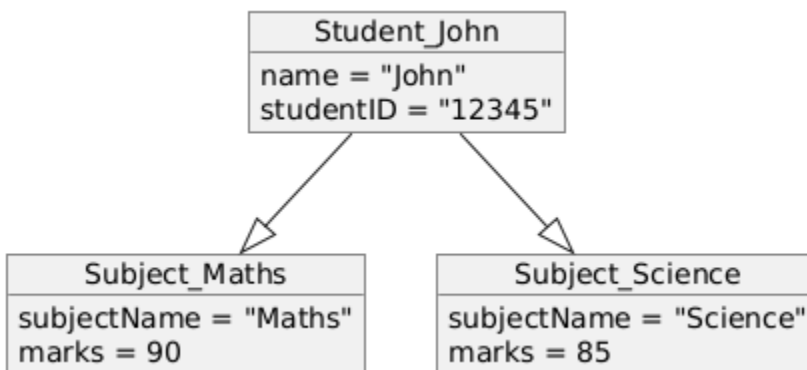 Student_John
name = "John"
studentID = "12345"
Subject_Maths
subjectName = "Maths"
marks = 90
Subject_Science
subjectName = "Science"
marks = 85